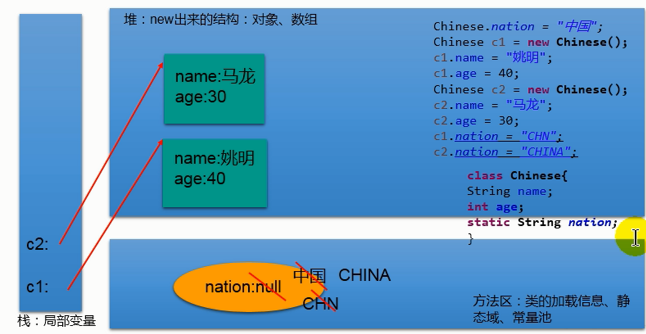 堆：new出来的结构：对象、数组
Chinese.nation = "中国";
Chinese c1 = new Chinese();
c1.name = "姚明";
c1.age = 40;
Chinese c2 = new Chinese();
c2.name = "马龙";
c2.age = 30;
c1.nation = "CHN";
c2.nation = "CHINA";
class Chinese{
String name;
int age;
static String nation;
}
name:马龙
age:30
name:姚明
age:40
c2:
c1:
栈：局部变量
nation:null
中国
CHINA
CHN
方法区：类的加载信息、静
态域、常量池